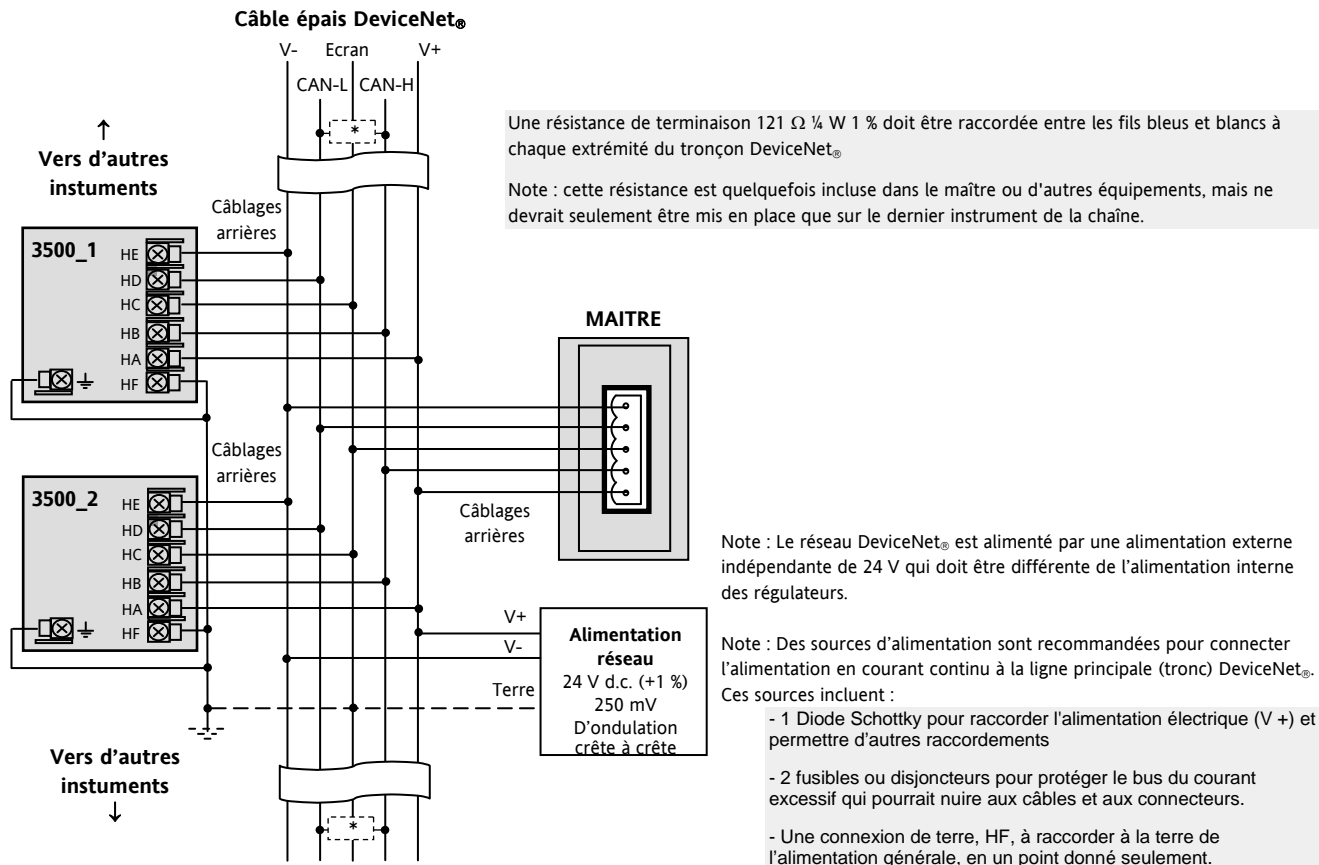 Câble épais DeviceNet®
V- Ecran V+
CAN-L CAN-H
*
Une résistance de terminaison 121 Ω ¼ W 1 % doit être raccordée entre les fils bleus et blancs à
chaque extrémité du tronçon DeviceNet®
Note : cette résistance est quelquefois incluse dans le maître ou d'autres équipements, mais ne
devrait seulement être mis en place que sur le dernier instrument de la chaîne.
↑
Vers d'autres
instuments
Câblages
arrières
3500_1
HE
HD
HC
HB
HA
HF
MAITRE
Câblages
arrières
Câblages
arrières
3500_2
HE
HD
HC
HB
HA
HF
V+
V-
Terre
Alimentation
réseau
24 V d.c. (+1 %)
250 mV
D'ondulation
crête à crête
Note : Le réseau DeviceNet® est alimenté par une alimentation externe
indépendante de 24 V qui doit être différente de l'alimentation interne
des régulateurs.
Note : Des sources d'alimentation sont recommandées pour connecter
l'alimentation en courant continu à la ligne principale (tronc) DeviceNet®.
Ces sources incluent :
- 1 Diode Schottky pour raccorder l'alimentation électrique (V +) et
permettre d'autres raccordements
- 2 fusibles ou disjoncteurs pour protéger le bus du courant
excessif qui pourrait nuire aux câbles et aux connecteurs.
- Une connexion de terre, HF, à raccorder à la terre de
l'alimentation générale, en un point donné seulement.
Vers d'autres
instuments
↓
*